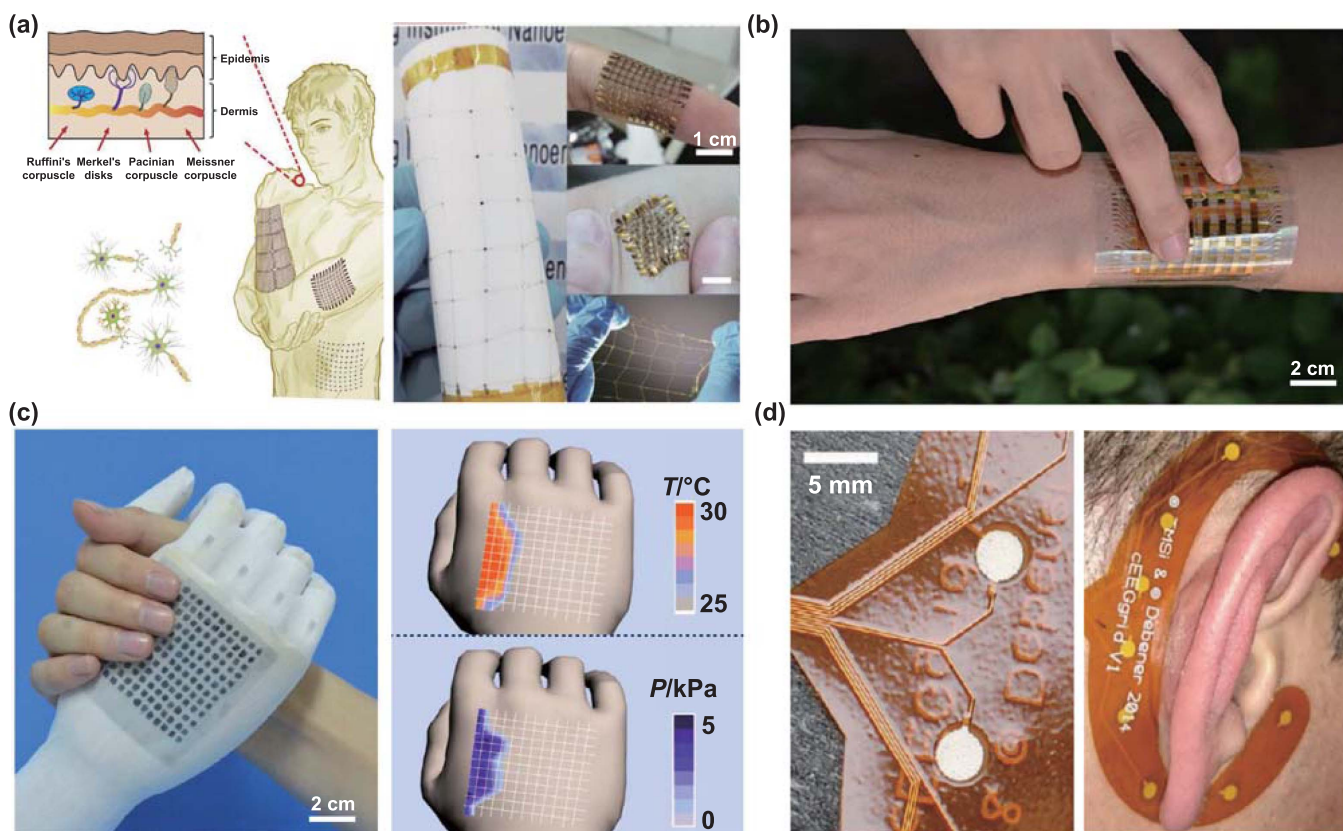 (a)
Epidemis
Dermis
Ruffini's
corpuscle
Merkel's
disks
Pacinian
corpuscle
Meissner
corpuscle
1 cm
(b)
2 cm
(c)
2 cm
T/°C
30
25
P/kPa
5
0
(d)
5 mm
© TMSi & © Debener 2014
cEEGrid V1